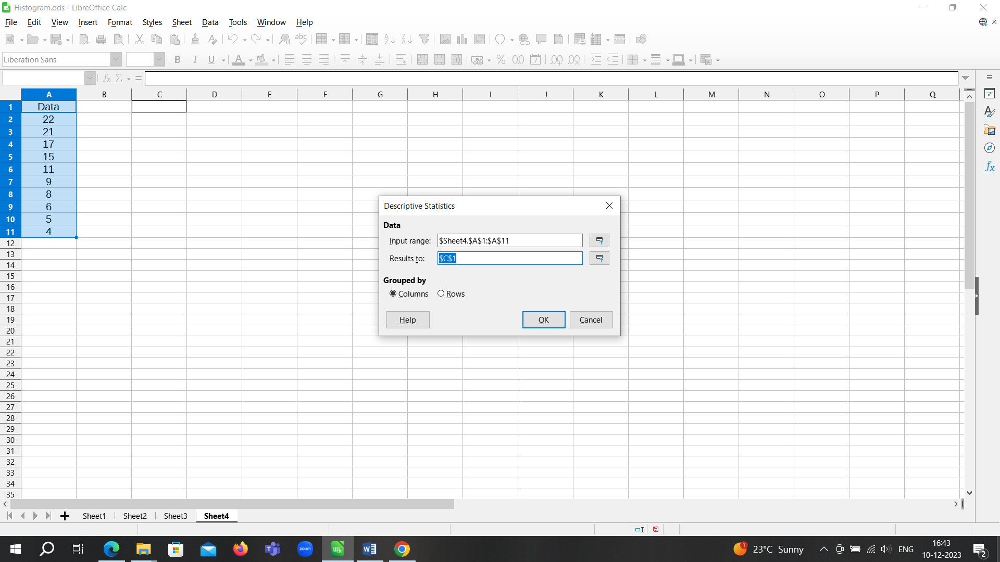 Histogram.ods - LibreOffice Calc
File Edit View Insert Format Styles Sheet Data Tools Window Help
Liberation Sans
A B C D E F G H I J K L M N O P Q
1 Data
2 22
3 21
4 17
5 15
6 11
7 9
8 8
9 6
10 5
11 4
12
13
14
15
16
17
18
19
20
21
22
23
24
25
26
27
28
29
30
31
32
33
34
35
Descriptive Statistics
Data
Input range: $Sheet4.$A$1:$A$11
Results to: $C$1
Grouped by
Columns Rows
Help OK Cancel
Sheet1 Sheet2 Sheet3 Sheet4
zoom
1 23°C Sunny ENG 16:43
10-12-2023 2